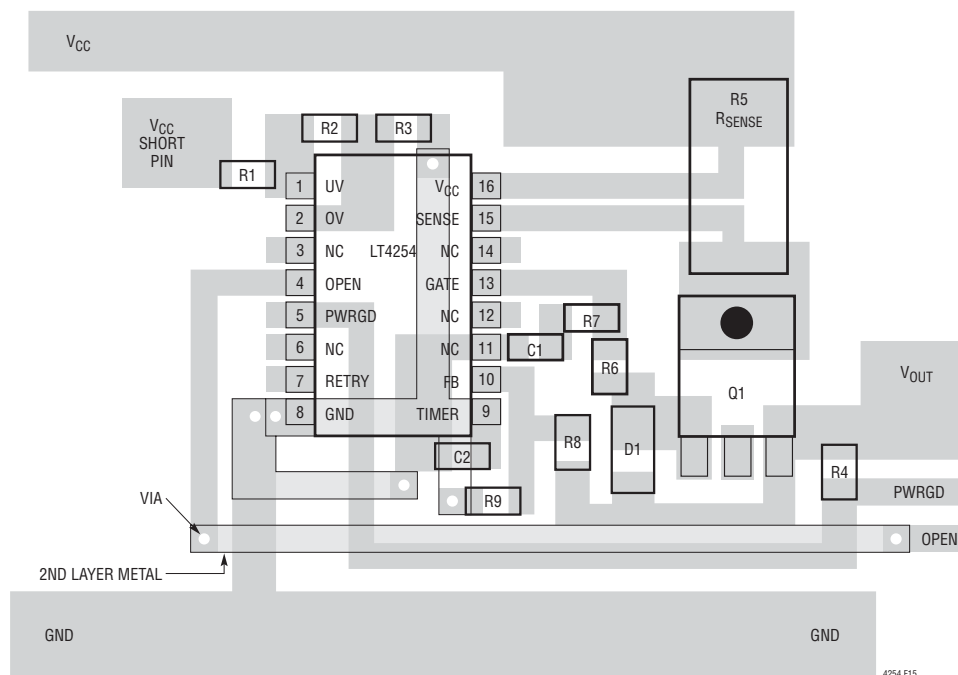 VCC
R5
RSENSE
VCC
SHORT
PIN
R2
R3
R1
1 UV VCC 16
2 OV SENSE 15
3 NC LT4254 NC 14
4 OPEN GATE 13
5 PWRGD NC 12
6 NC NC 11
7 RETRY FB 10
8 GND TIMER 9
R7
C1
R6
Q1
VOUT
R8
D1
C2
R4
R9
PWRGD
VIA
OPEN
2ND LAYER METAL
GND
GND
4254 F15